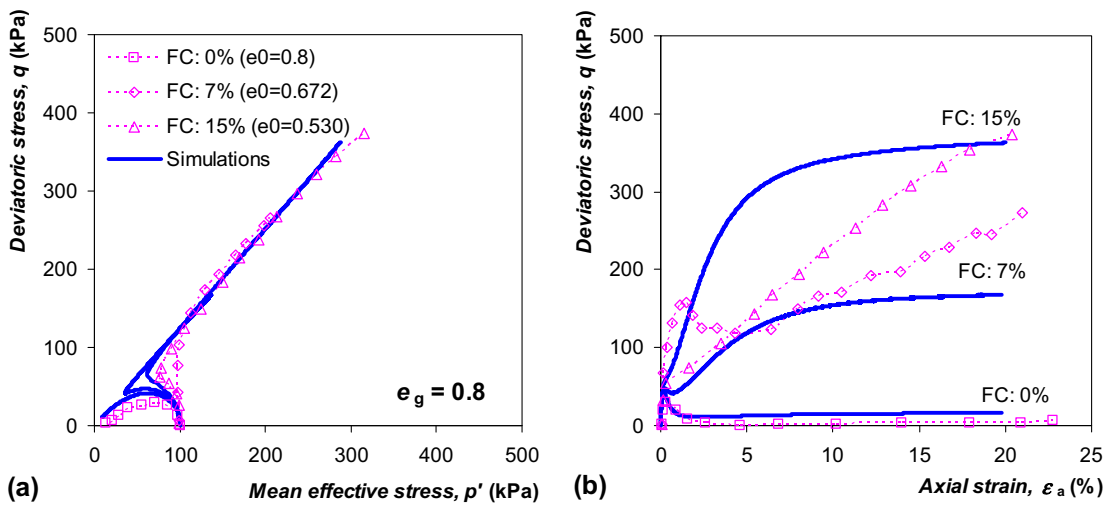 500
400
300
200
100
0
Deviatoric stress, q (kPa)
FC: 0% (e0=0.8)
FC: 7% (e0=0.672)
FC: 15% (e0=0.530)
Simulations
e g = 0.8
0 100 200 300 400 500
(a)
Mean effective stress, p' (kPa)
500
400
300
200
100
0
Deviatoric stress, q (kPa)
FC: 15%
FC: 7%
FC: 0%
0 5 10 15 20 25
(b)
Axial strain, ε a (%)